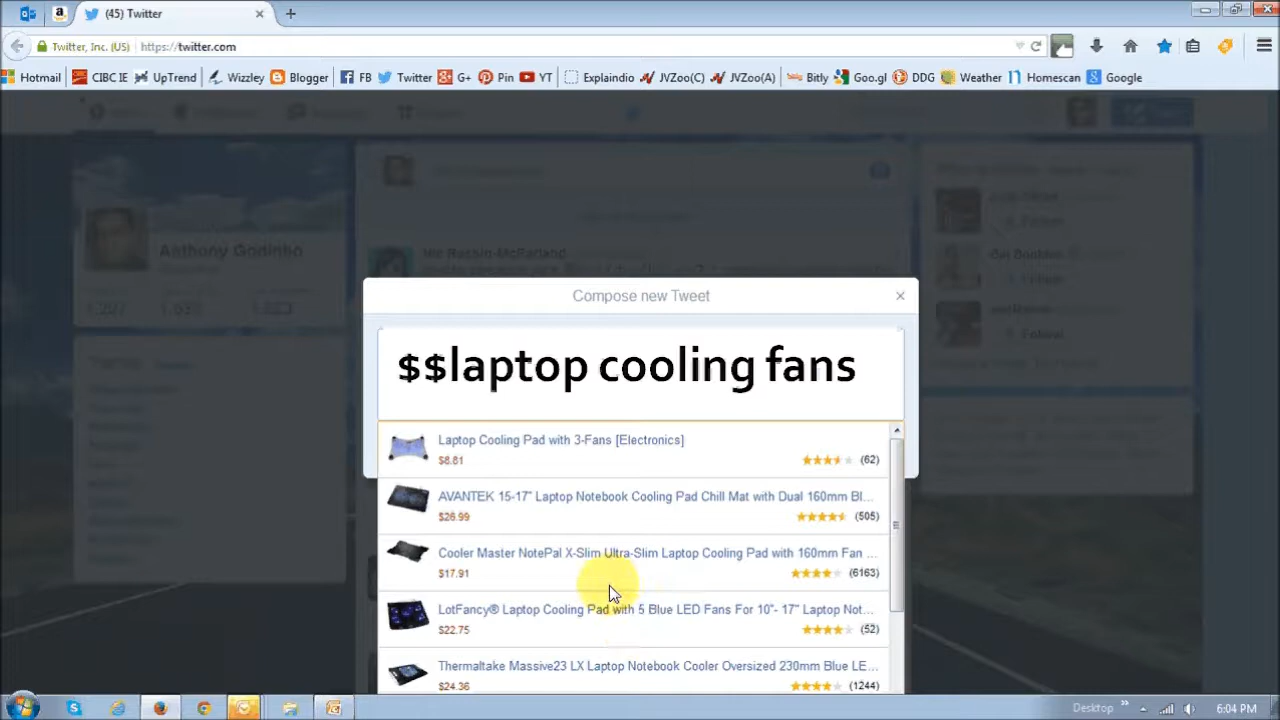 (45) Twitter
Twitter, Inc. (US) https://twitter.com
Hotmail CIBC IE UpTrend Wizzley Blogger FB Twitter G+ Pin YT Explaindio JVZoo(C) JVZoo(A) Bitly Goo.gl DDG Weather Homescan Google
Anthony Godinho
Compose new Tweet
$$laptop cooling fans
Laptop Cooling Pad with 3-Fans [Electronics]
$8.81 (62)
AVANTEK 15-17" Laptop Notebook Cooling Pad Chill Mat with Dual 160mm Bl...
$26.99 (505)
Cooler Master NotePal X-Slim Ultra-Slim Laptop Cooling Pad with 160mm Fan ...
$17.91 (6163)
LotFancy® Laptop Cooling Pad with 5 Blue LED Fans For 10"- 17" Laptop Not...
$22.75 (52)
Thermaltake Massive23 LX Laptop Notebook Cooler Oversized 230mm Blue LE...
$24.36 (1244)
Desktop 6:04 PM